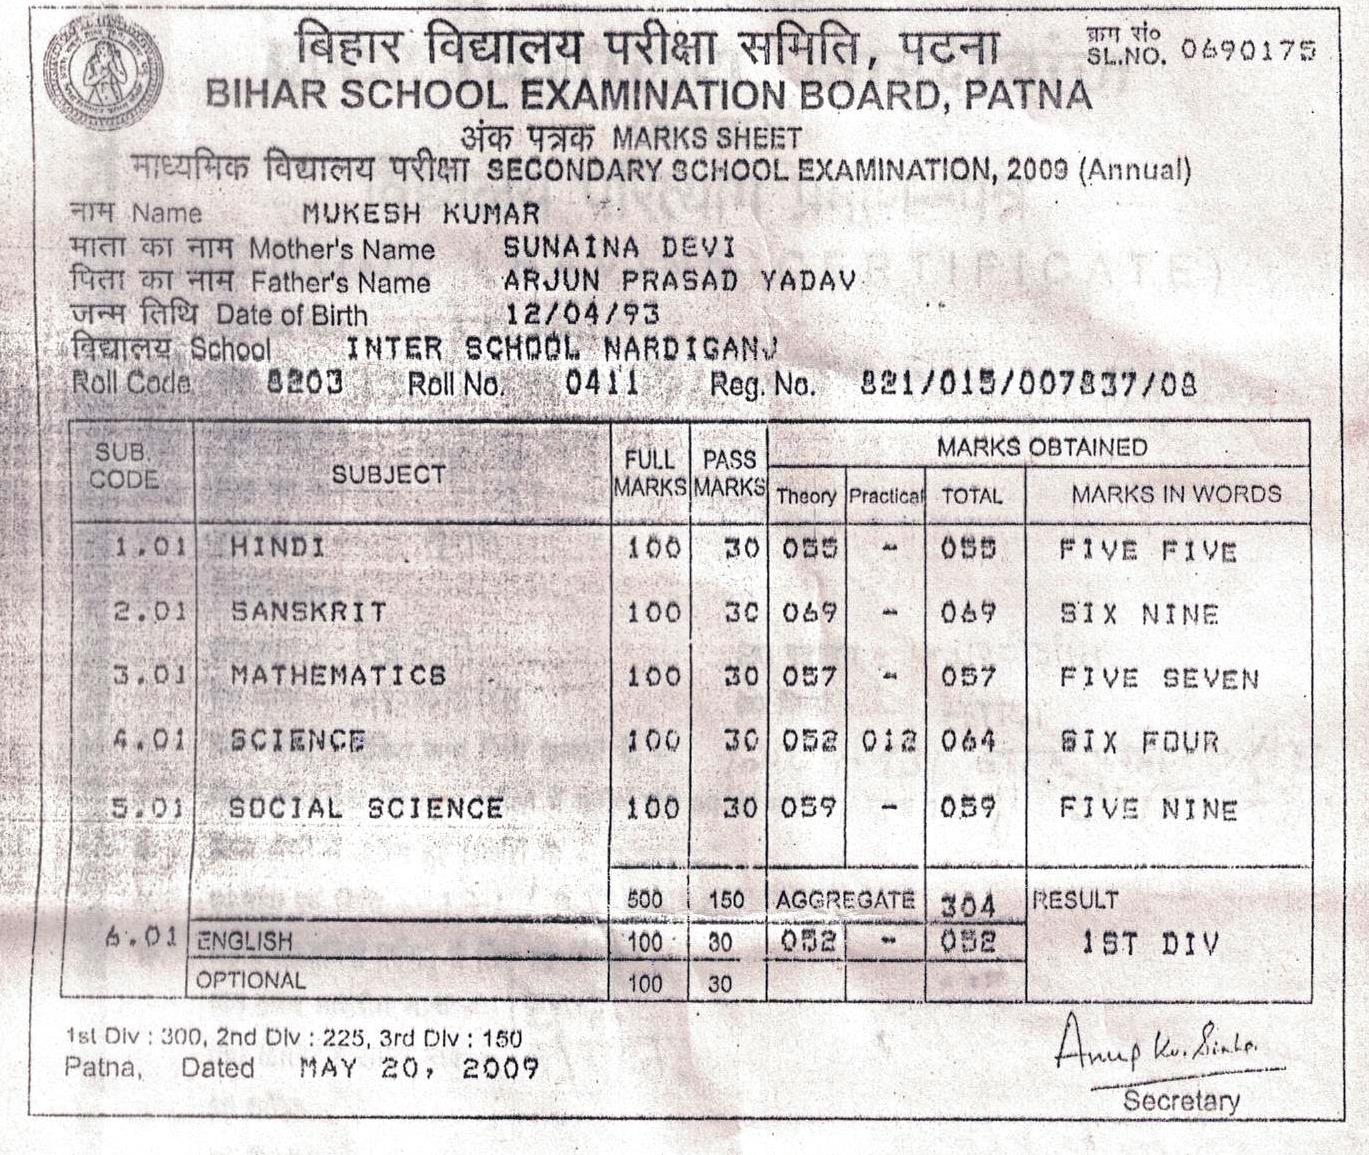 बिहार विद्यालय परीक्षा समिति, पटना
क्रम सं०
SL.NO. 0690175
BIHAR SCHOOL EXAMINATION BOARD, PATNA
अंक पत्रक MARKS SHEET
माध्यमिक विद्यालय परीक्षा SECONDARY SCHOOL EXAMINATION, 2009 (Annual)
नाम Name MUKESH KUMAR
माता का नाम Mother's Name SUNAINA DEVI
पिता का नाम Father's Name ARJUN PRASAD YADAV
जन्म तिथि Date of Birth 12/04/93
विद्यालय School INTER SCHOOL NARDIGANJ
Roll Code 8203 Roll No. 0411 Reg. No. 821/015/007837/08
SUB. CODE SUBJECT FULL MARKS PASS MARKS MARKS OBTAINED
Theory Practical TOTAL MARKS IN WORDS
1.01 HINDI 100 30 055 - 055 FIVE FIVE
2.01 SANSKRIT 100 30 069 - 069 SIX NINE
3.01 MATHEMATICS 100 30 057 - 057 FIVE SEVEN
4.01 SCIENCE 100 30 052 012 064 SIX FOUR
5.01 SOCIAL SCIENCE 100 30 059 - 059 FIVE NINE
500 150 AGGREGATE 304 RESULT
6.01 ENGLISH 100 30 052 - 052 1ST DIV
OPTIONAL 100 30
1st Div : 300, 2nd Div : 225, 3rd Div : 150
Patna, Dated MAY 20, 2009
Anup Kr. Sinha.
Secretary